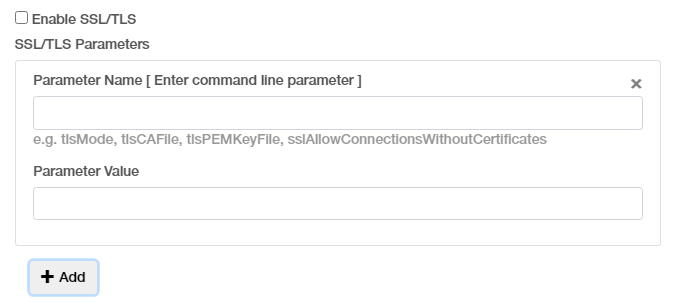 Enable SSL/TLS
SSL/TLS Parameters
Parameter Name [ Enter command line parameter ]
e.g. tlsMode, tlsCAFile, tlsPEMKeyFile, sslAllowConnectionsWithoutCertificates
Parameter Value
Add